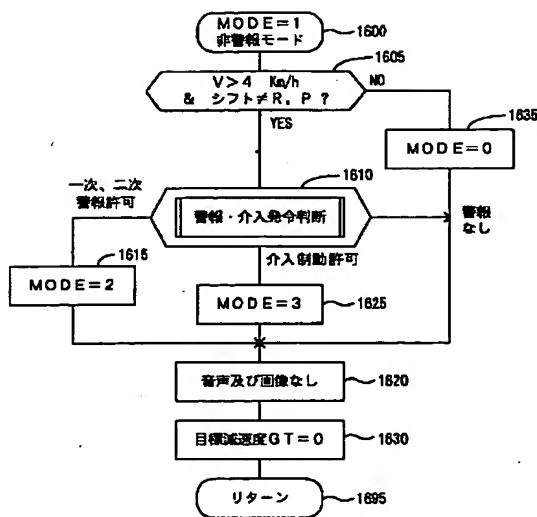 MODE=1
非警報モード
1600
1605
V>4 Km/h
& シフト≠R,P?
NO
YES
1635
MODE=0
1610
一次、二次
警報許可
警報・介入発令判断
警報
なし
1615
介入制動許可
MODE=2
MODE=3
1625
音声及び画像なし
1620
目標減速度GT=0
1630
リターン
1695